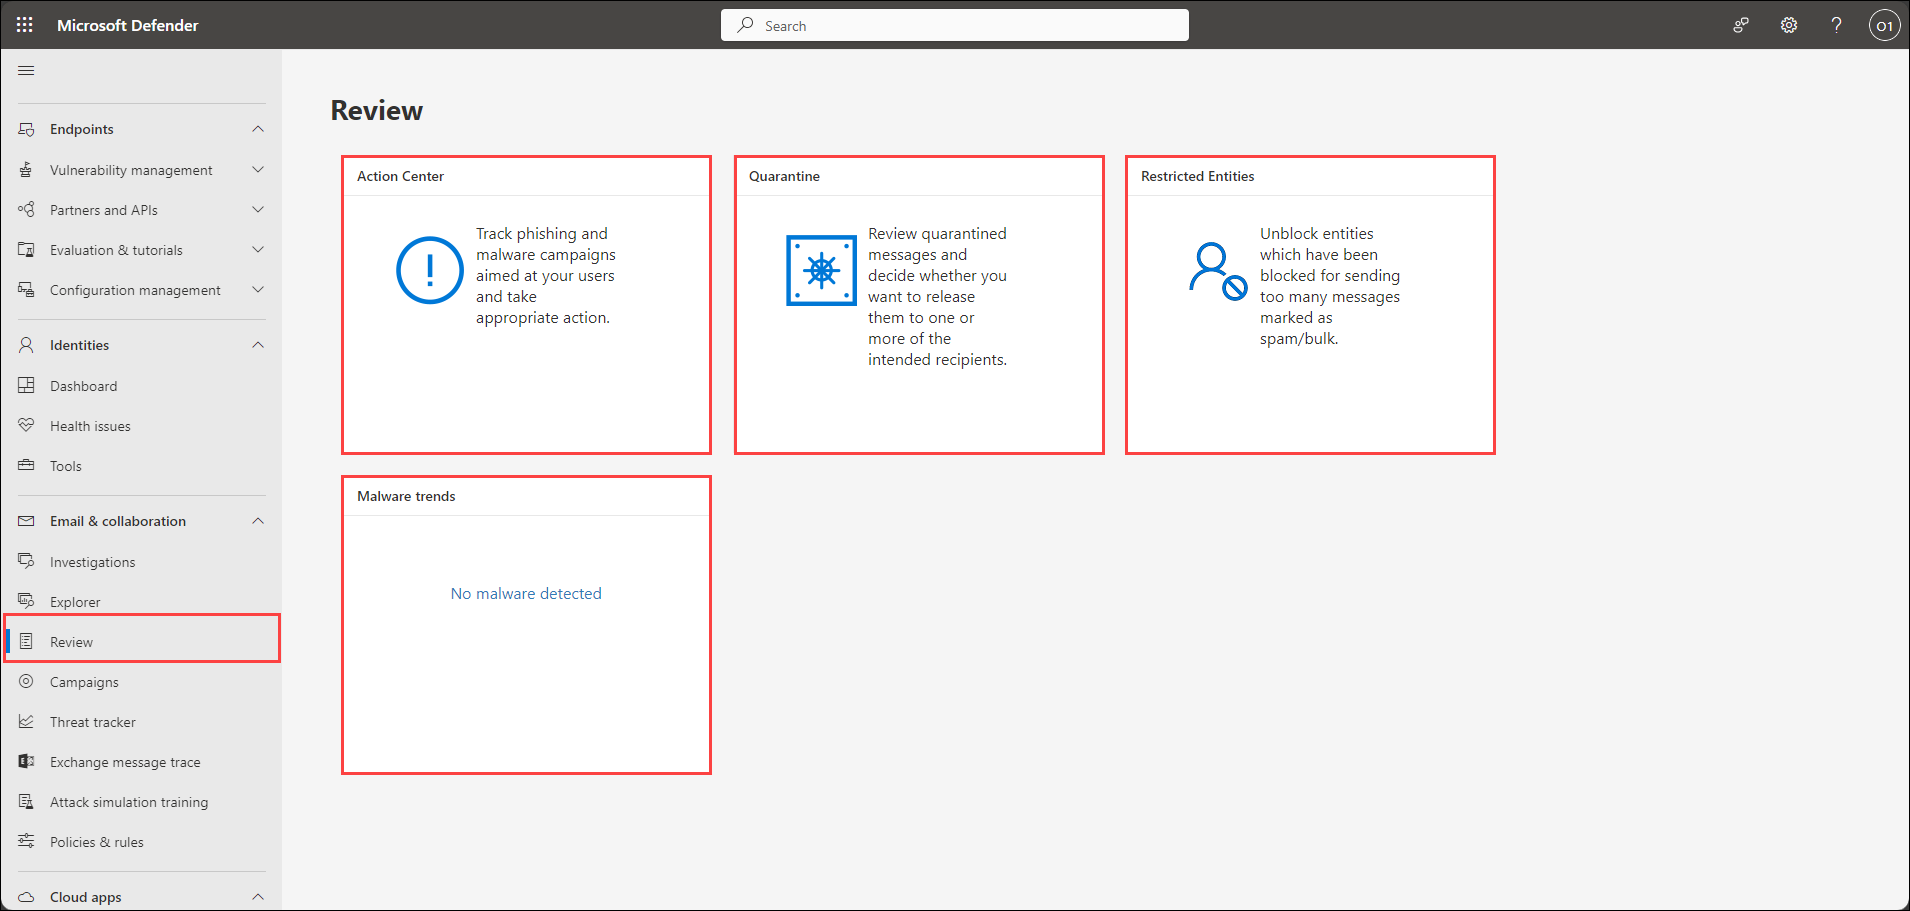 Microsoft Defender
Search
O1
Endpoints
Vulnerability management
Partners and APIs
Evaluation & tutorials
Configuration management
Identities
Dashboard
Health issues
Tools
Email & collaboration
Investigations
Explorer
Review
Campaigns
Threat tracker
Exchange message trace
Attack simulation training
Policies & rules
Cloud apps
Review
Action Center
Track phishing and
malware campaigns
aimed at your users
and take
appropriate action.
Quarantine
Review quarantined
messages and
decide whether you
want to release
them to one or
more of the
intended recipients.
Restricted Entities
Unblock entities
which have been
blocked for sending
too many messages
marked as
spam/bulk.
Malware trends
No malware detected